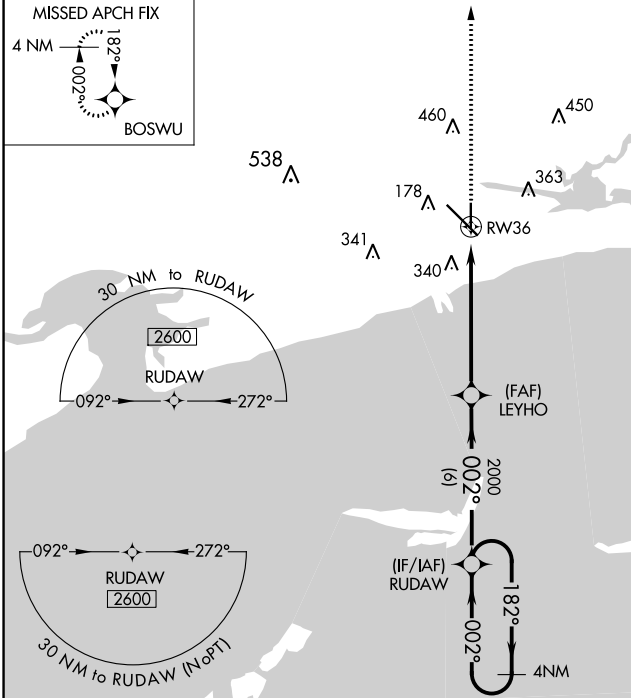 MISSED APCH FIX
4 NM
182°
002°
BOSWU
460
450
538
178
363
RW36
341
340
30 NM to RUDAW
2600
RUDAW
092°
272°
(FAF)
LEYHO
2000
002°
(6)
092°
272°
RUDAW
2600
30 NM to RUDAW (NoPT)
(IF/IAF)
RUDAW
182°
002°
4NM